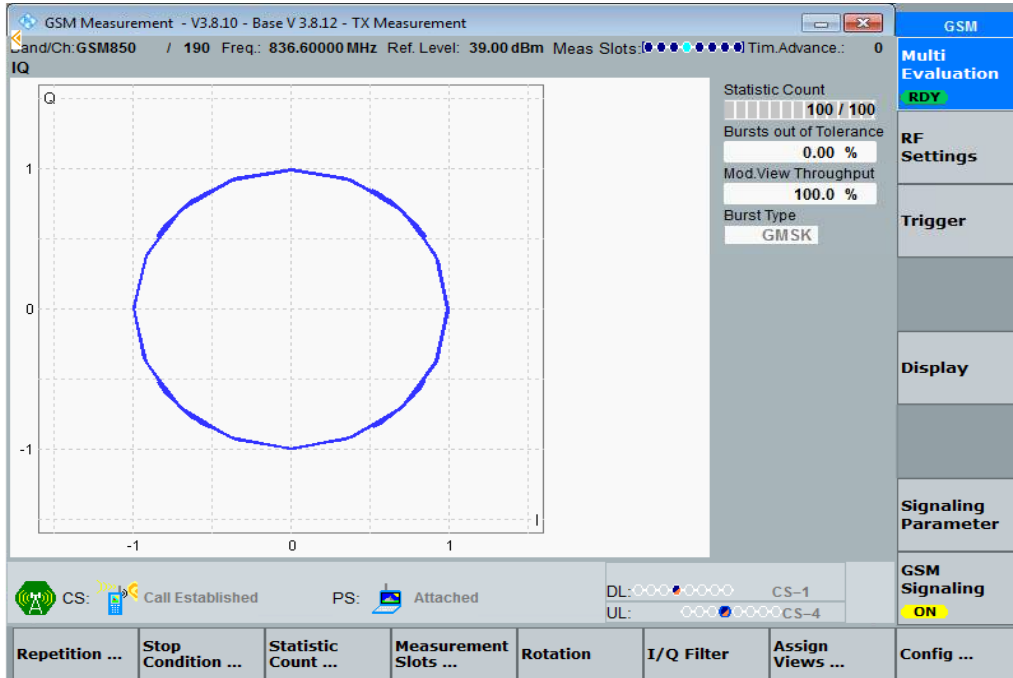 GSM Measurement - V3.8.10 - Base V 3.8.12 - TX Measurement
Band/Ch: GSM850 / 190 Freq.: 836.60000 MHz Ref. Level: 39.00 dBm Meas Slots: Tim.Advance.: 0
IQ
Q
1
0
-1
I
-1 0 1
Statistic Count
100 / 100
Bursts out of Tolerance
0.00 %
Mod.View Throughput
100.0 %
Burst Type
GMSK
GSM
Multi
Evaluation
RDY
RF
Settings
Trigger
Display
Signaling
Parameter
GSM
Signaling
ON
CS: Call Established PS: Attached
DL: CS-1
UL: CS-4
Repetition ...
Stop
Condition ...
Statistic
Count ...
Measurement
Slots ...
Rotation
I/Q Filter
Assign
Views ...
Config ...